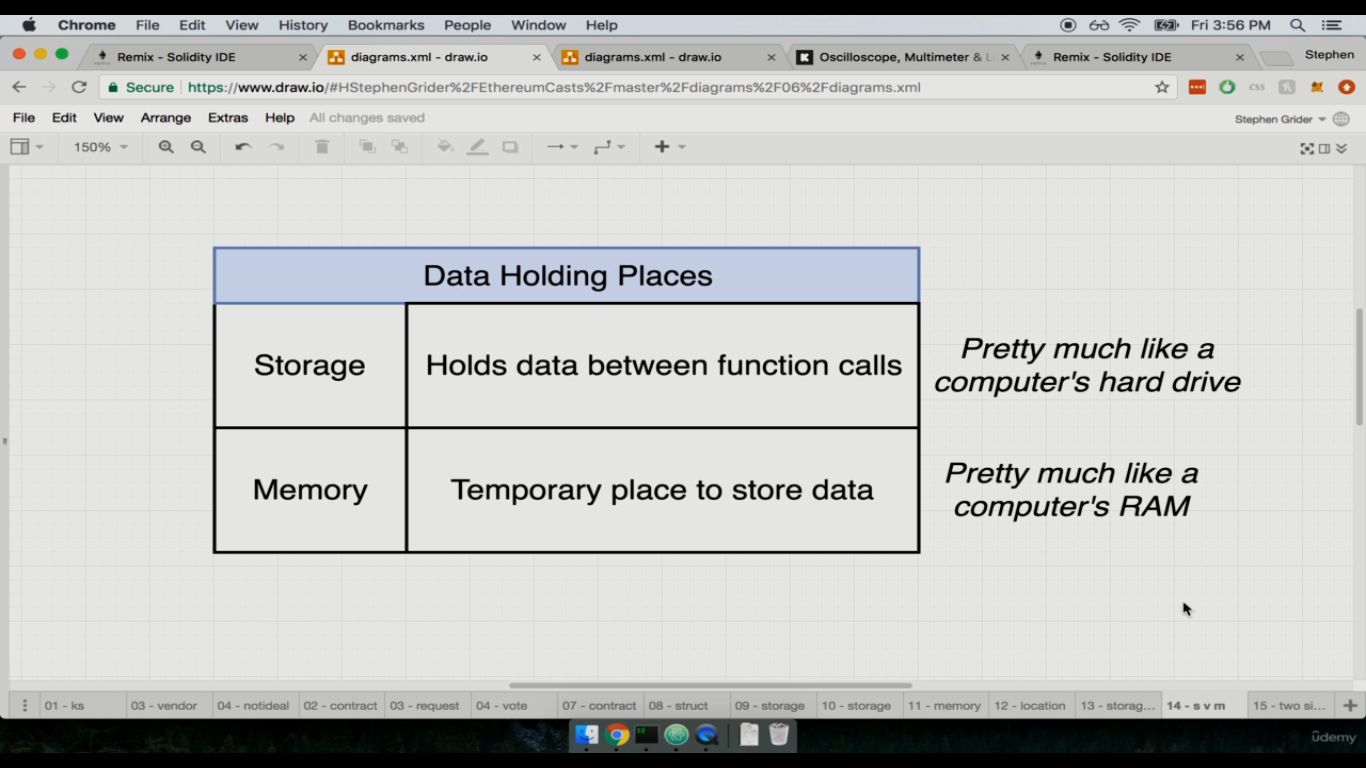 Chrome File Edit View History Bookmarks People Window Help Fri 3:56 PM
Remix - Solidity IDE diagrams.xml - draw.io diagrams.xml - draw.io Oscilloscope, Multimeter & L Remix - Solidity IDE Stephen
Secure https://www.draw.io/#HStephenGrider%2FEthereumCasts%2Fmaster%2Fdiagrams%2F06%2Fdiagrams.xml CSS
File Edit View Arrange Extras Help All changes saved Stephen Grider
150%
Data Holding Places
Storage Holds data between function calls
Pretty much like a
computer's hard drive
Memory Temporary place to store data
Pretty much like a
computer's RAM
01 - ks 03 - vendor 04 - notideal 02 - contract 03 - request 04 - vote 07 - contract 08 - struct 09 - storage 10 - storage 11 - memory 12 - location 13 - storag... 14 - s v m 15 - two si...
ûdemy